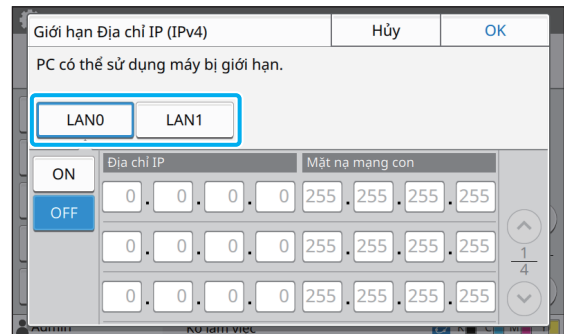 Giới hạn Địa chỉ IP (IPv4) Hủy OK
PC có thể sử dụng máy bị giới hạn.
LAN0 LAN1
ON
OFF
Địa chỉ IP Mặt nạ mạng con
0 . 0 . 0 . 0 255 . 255 . 255 . 255
0 . 0 . 0 . 0 255 . 255 . 255 . 255
0 . 0 . 0 . 0 255 . 255 . 255 . 255
1
4
Admin